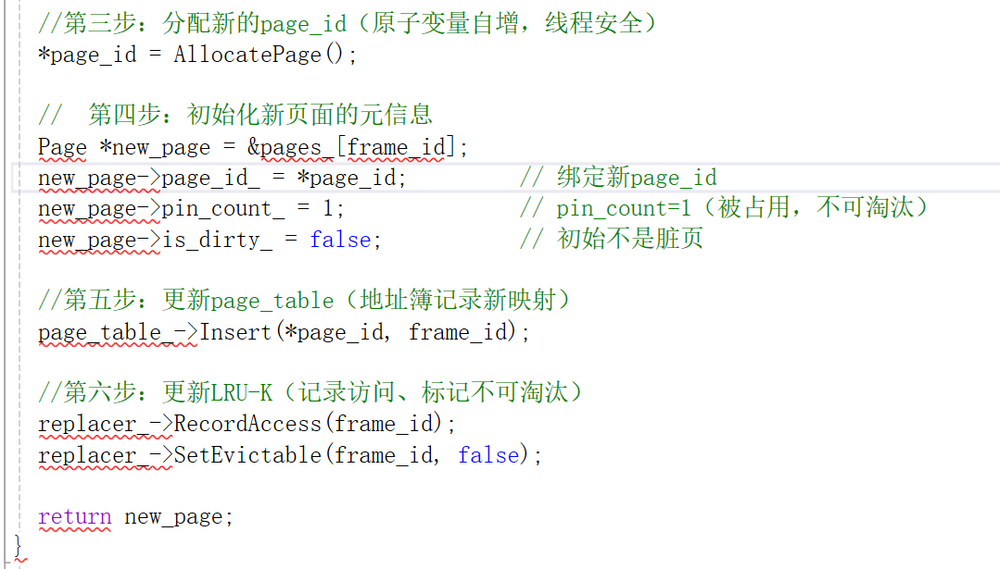 //第三步：分配新的page_id（原子变量自增，线程安全）
*page_id = AllocatePage();
//  第四步：初始化新页面的元信息
Page *new_page = &pages_[frame_id];
new_page->page_id_ = *page_id;         // 绑定新page_id
new_page->pin_count_ = 1;              // pin_count=1（被占用，不可淘汰）
new_page->is_dirty_ = false;           // 初始不是脏页
//第五步：更新page_table（地址簿记录新映射）
page_table_->Insert(*page_id, frame_id);
//第六步：更新LRU-K（记录访问、标记不可淘汰）
replacer_->RecordAccess(frame_id);
replacer_->SetEvictable(frame_id, false);
return new_page;
}